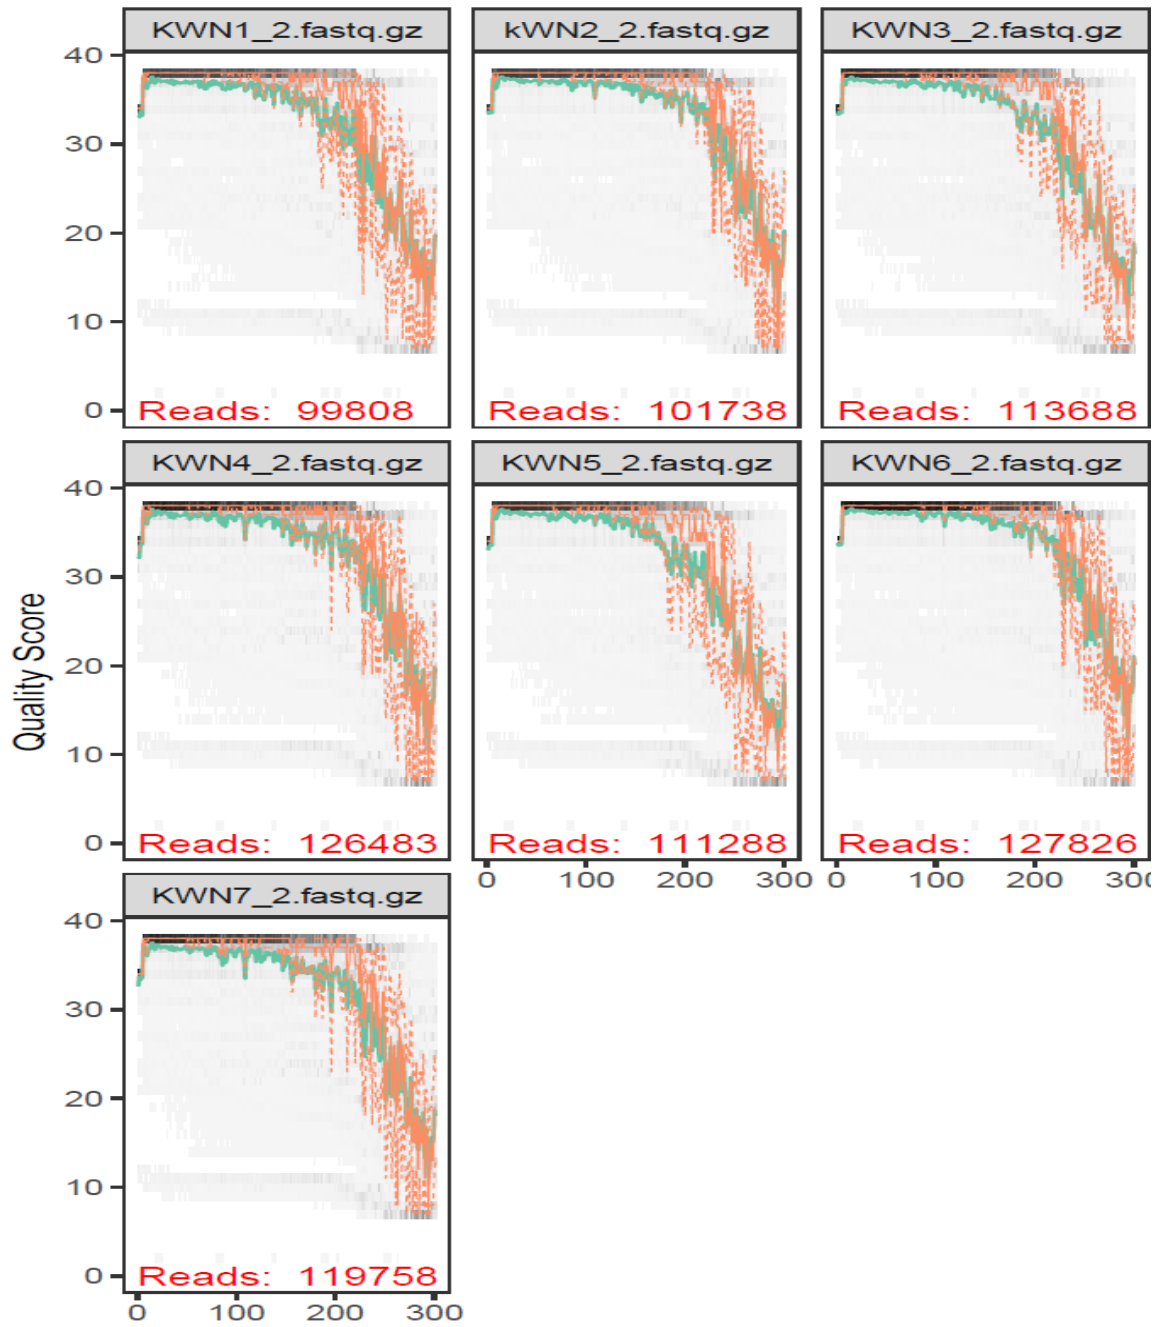 KWN1_2.fastq.gz kWN2_2.fastq.gz KWN3_2.fastq.gz
40
30
20
10
0
Reads: 99808 Reads: 101738 Reads: 113688
KWN4_2.fastq.gz KWN5_2.fastq.gz KWN6_2.fastq.gz
40
30
Quality Score
20
10
0
Reads: 126483 Reads: 111288 Reads: 127826
0 100 200 300 0 100 200 300
KWN7_2.fastq.gz
40
30
20
10
0
Reads: 119758
0 100 200 300